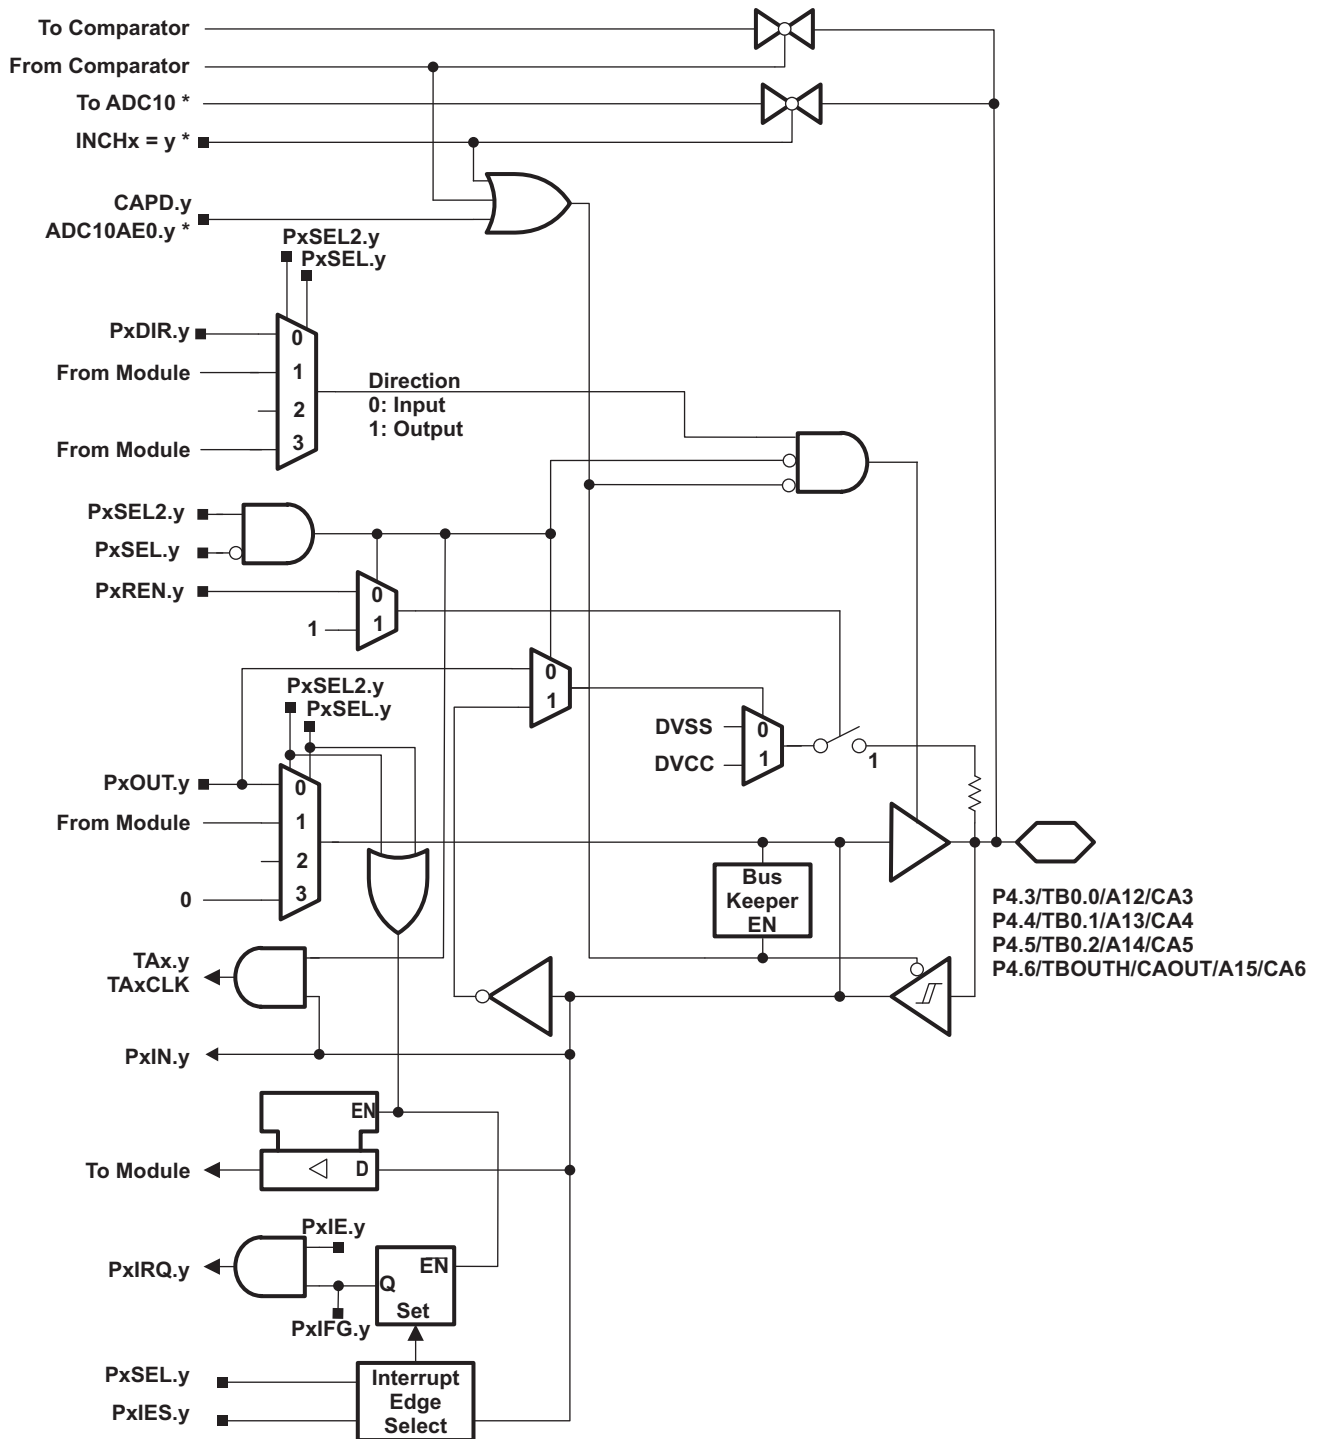 To Comparator
From Comparator
To ADC10 *
INCHx = y *
CAPD.y
ADC10AE0.y *
PxSEL2.y
PxSEL.y
PxDIR.y
0
From Module
1
2
From Module
3
Direction
0: Input
1: Output
PxSEL2.y
PxSEL.y
PxREN.y
0
1
1
0
1
PxSEL2.y
PxSEL.y
DVSS
0
DVCC
1
1
PxOUT.y
0
From Module
1
2
0
3
Bus
Keeper
EN
P4.3/TB0.0/A12/CA3
P4.4/TB0.1/A13/CA4
P4.5/TB0.2/A14/CA5
P4.6/TBOUTH/CAOUT/A15/CA6
TAx.y
TAxCLK
PxIN.y
EN
To Module
D
PxIE.y
PxIRQ.y
EN
Q
Set
PxIFG.y
PxSEL.y
PxIES.y
Interrupt
Edge
Select